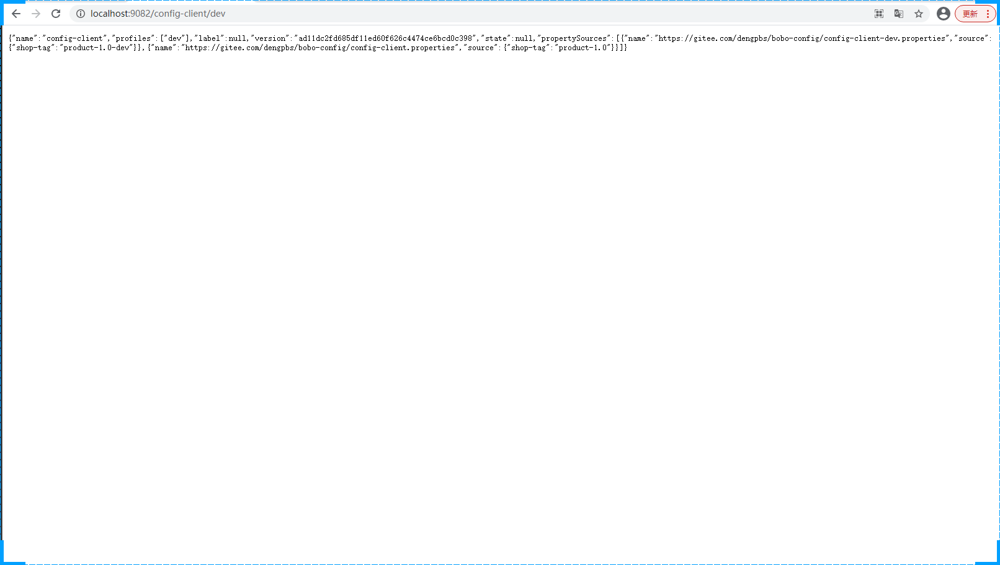 localhost:9082/config-client/dev
更新
{"name":"config-client","profiles":["dev"],"label":null,"version":"ad11dc2fd685df11ed60f626c4474ce6bcd0c398","state":null,"propertySources":[{"name":"https://gitee.com/dengpbs/bobo-config/config-client-dev.properties","source":
{"shop-tag":"product-1.0-dev"}},{"name":"https://gitee.com/dengpbs/bobo-config/config-client.properties","source":{"shop-tag":"product-1.0"}}]}